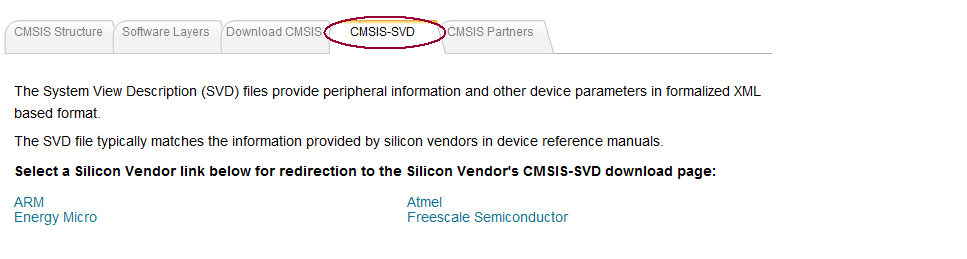 CMSIS Structure Software Layers Download CMSIS CMSIS-SVD CMSIS Partners
The System View Description (SVD) files provide peripheral information and other device parameters in formalized XML
based format.
The SVD file typically matches the information provided by silicon vendors in device reference manuals.
Select a Silicon Vendor link below for redirection to the Silicon Vendor's CMSIS-SVD download page:
ARM Atmel
Energy Micro Freescale Semiconductor